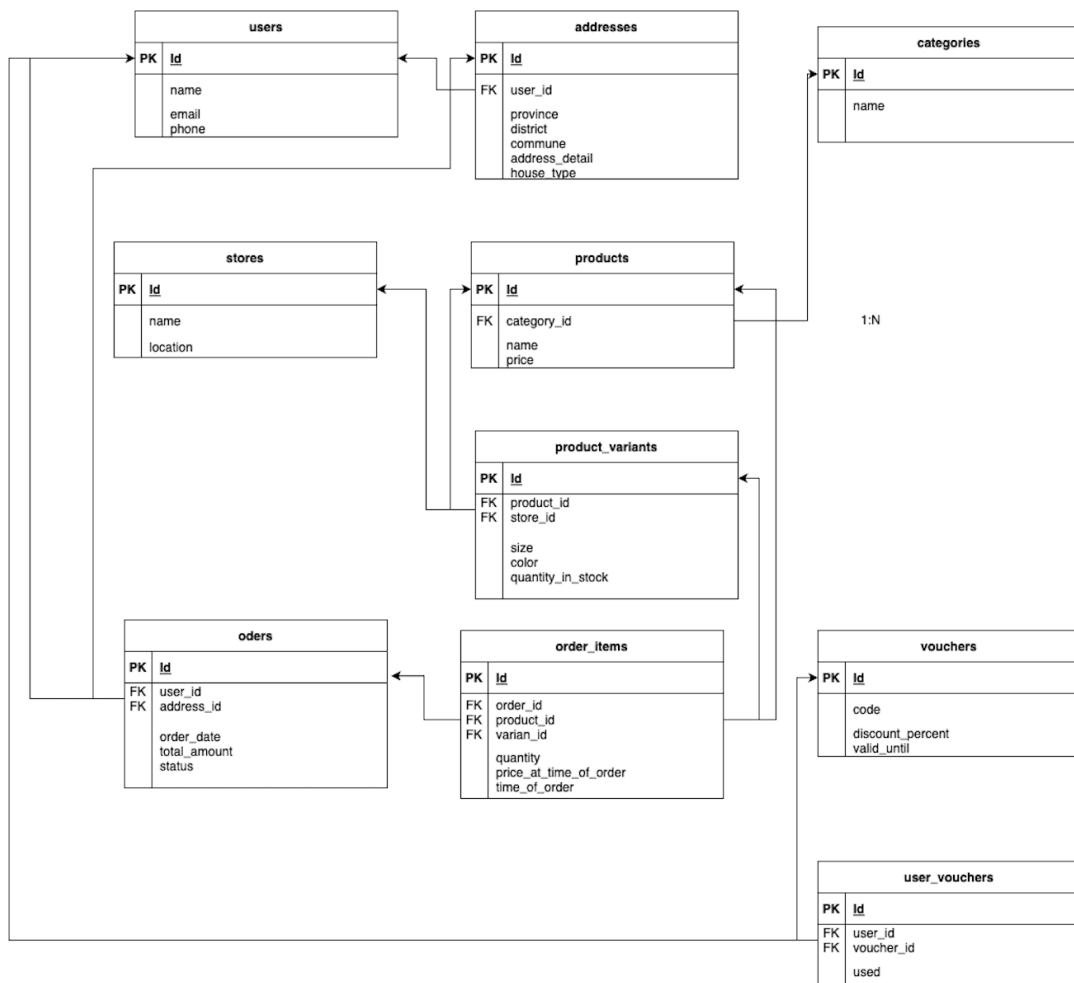 users
PK Id
name
email
phone
addresses
PK Id
FK user_id
province
district
commune
address_detail
house_type
categories
PK Id
name
stores
PK Id
name
location
products
PK Id
FK category_id
name
price
1:N
product_variants
PK Id
FK product_id
FK store_id
size
color
quantity_in_stock
oders
PK Id
FK user_id
FK address_id
order_date
total_amount
status
order_items
PK Id
FK order_id
FK product_id
FK varian_id
quantity
price_at_time_of_order
time_of_order
vouchers
PK Id
code
discount_percent
valid_until
user_vouchers
PK Id
FK user_id
FK voucher_id
used